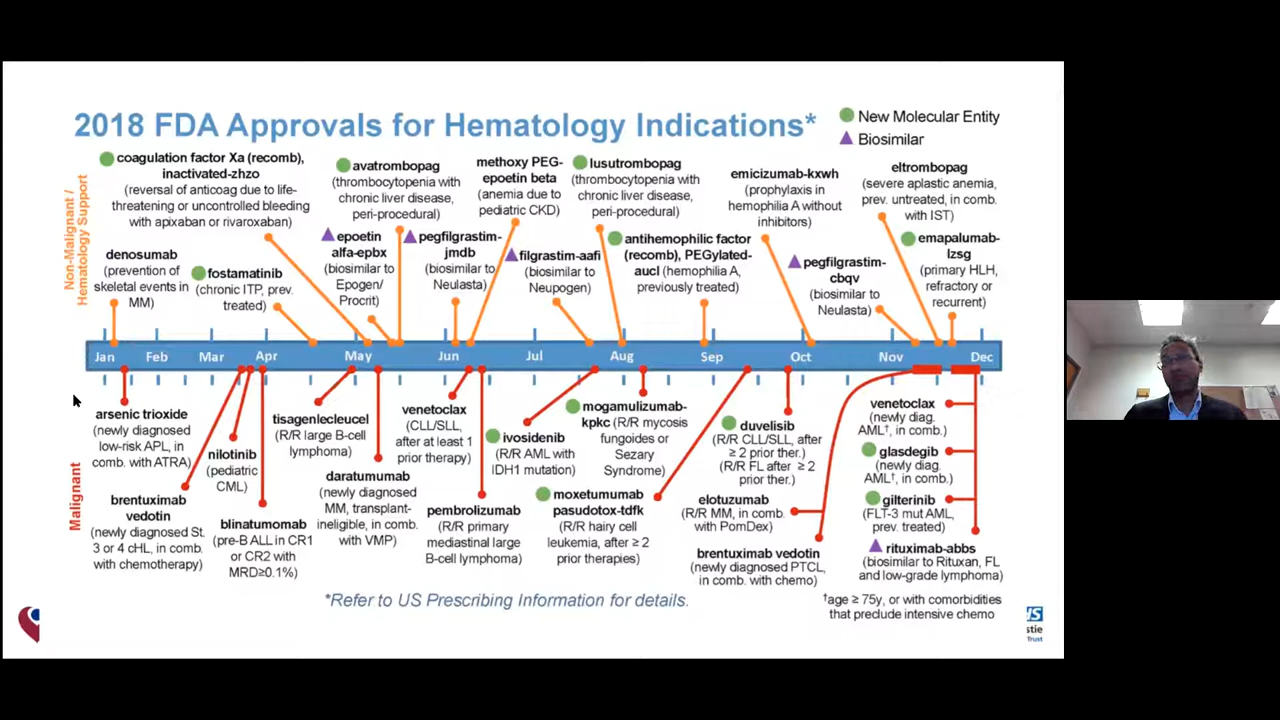 2018 FDA Approvals for Hematology Indications*
New Molecular Entity
Biosimilar
Non-Malignant /
Hematology Support
coagulation factor Xa (recomb),
inactivated-zhzo
(reversal of anticoag due to life-
threatening or uncontrolled bleeding
with apixaban or rivaroxaban)
avatrombopag
(thrombocytopenia with
chronic liver disease,
peri-procedural)
methoxy PEG-
epoetin beta
(anemia due to
pediatric CKD)
lusutrombopag
(thrombocytopenia with
chronic liver disease,
peri-procedural)
emicizumab-kxwh
(prophylaxis in
hemophilia A without
inhibitors)
eltrombopag
(severe aplastic anemia,
prev. untreated, in comb.
with IST)
denosumab
(prevention of
skeletal events in
MM)
fostamatinib
(chronic ITP, prev.
treated)
epoetin
alfa-epbx
(biosimilar to
Epogen/
Procrit)
pegfilgrastim-
jmdb
(biosimilar to
Neulasta)
filgrastim-aafi
(biosimilar to
Neupogen)
antihemophilic factor
(recomb), PEGylated-
aucl (hemophilia A,
previously treated)
pegfilgrastim-
cbqv
(biosimilar to
Neulasta)
emapalumab-
lzsg
(primary HLH,
refractory or
recurrent)
Jan Feb Mar Apr May Jun Jul Aug Sep Oct Nov Dec
Malignant
arsenic trioxide
(newly diagnosed
low-risk APL, in
comb. with ATRA)
brentuximab
vedotin
(newly diagnosed St.
3 or 4 cHL, in comb.
with chemotherapy)
nilotinib
(pediatric
CML)
blinatumomab
(pre-B ALL in CR1
or CR2 with
MRD≥0.1%)
tisagenlecleucel
(R/R large B-cell
lymphoma)
daratumumab
(newly diagnosed
MM, transplant-
ineligible, in comb.
with VMP)
venetoclax
(CLL/SLL,
after at least 1
prior therapy)
pembrolizumab
(R/R primary
mediastinal large
B-cell lymphoma)
ivosidenib
(R/R AML with
IDH1 mutation)
mogamulizumab-
kpkc (R/R mycosis
fungoides or
Sezary
Syndrome)
moxetumumab
pasudotox-tdfk
(R/R hairy cell
leukemia, after ≥ 2
prior therapies)
duvelisib
(R/R CLL/SLL, after
≥ 2 prior ther.)
(R/R FL after ≥ 2
prior ther.)
elotuzumab
(R/R MM, in comb.
with PomDex)
brentuximab vedotin
(newly diagnosed PTCL,
in comb. with chemo)
venetoclax
(newly diag.
AML†, in comb.)
glasdegib
(newly diag.
AML†, in comb.)
gilterinib
(FLT-3 mut AML,
prev. treated)
rituximab-abbs
(biosimilar to Rituxan, FL
and low-grade lymphoma)
*Refer to US Prescribing Information for details.
†age ≥ 75y, or with comorbidities
that preclude intensive chemo
stie
Trust